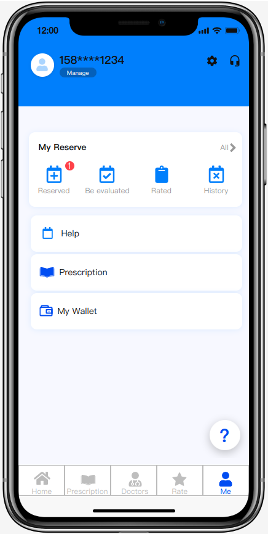 12:00
158****1234
Manage
My Reserve All
1
Reserved Be evaluated Rated History
Help
Prescription
My Wallet
?
Home Prescription Doctors Rate Me